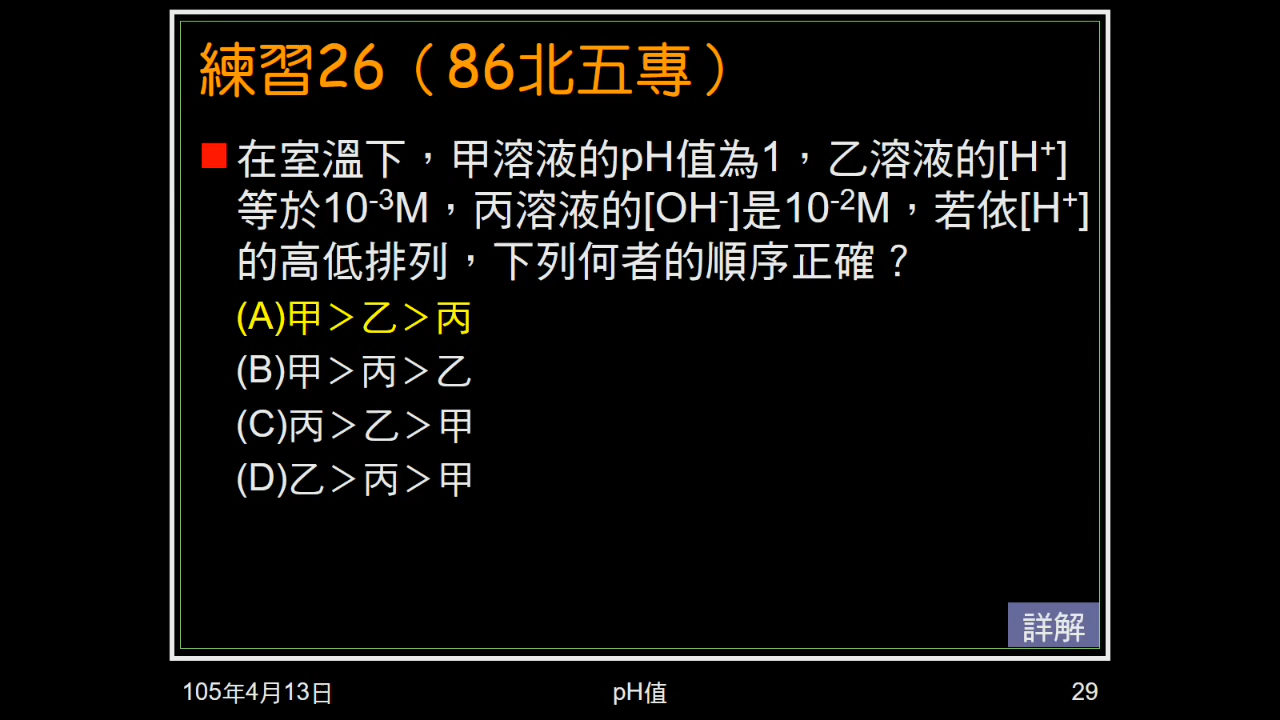 練習26（86北五專）
在室溫下，甲溶液的pH值為1，乙溶液的[H⁺]
等於10⁻³M，丙溶液的[OH⁻]是10⁻²M，若依[H⁺]
的高低排列，下列何者的順序正確？
(A)甲＞乙＞丙
(B)甲＞丙＞乙
(C)丙＞乙＞甲
(D)乙＞丙＞甲
詳解
105年4月13日
pH值
29